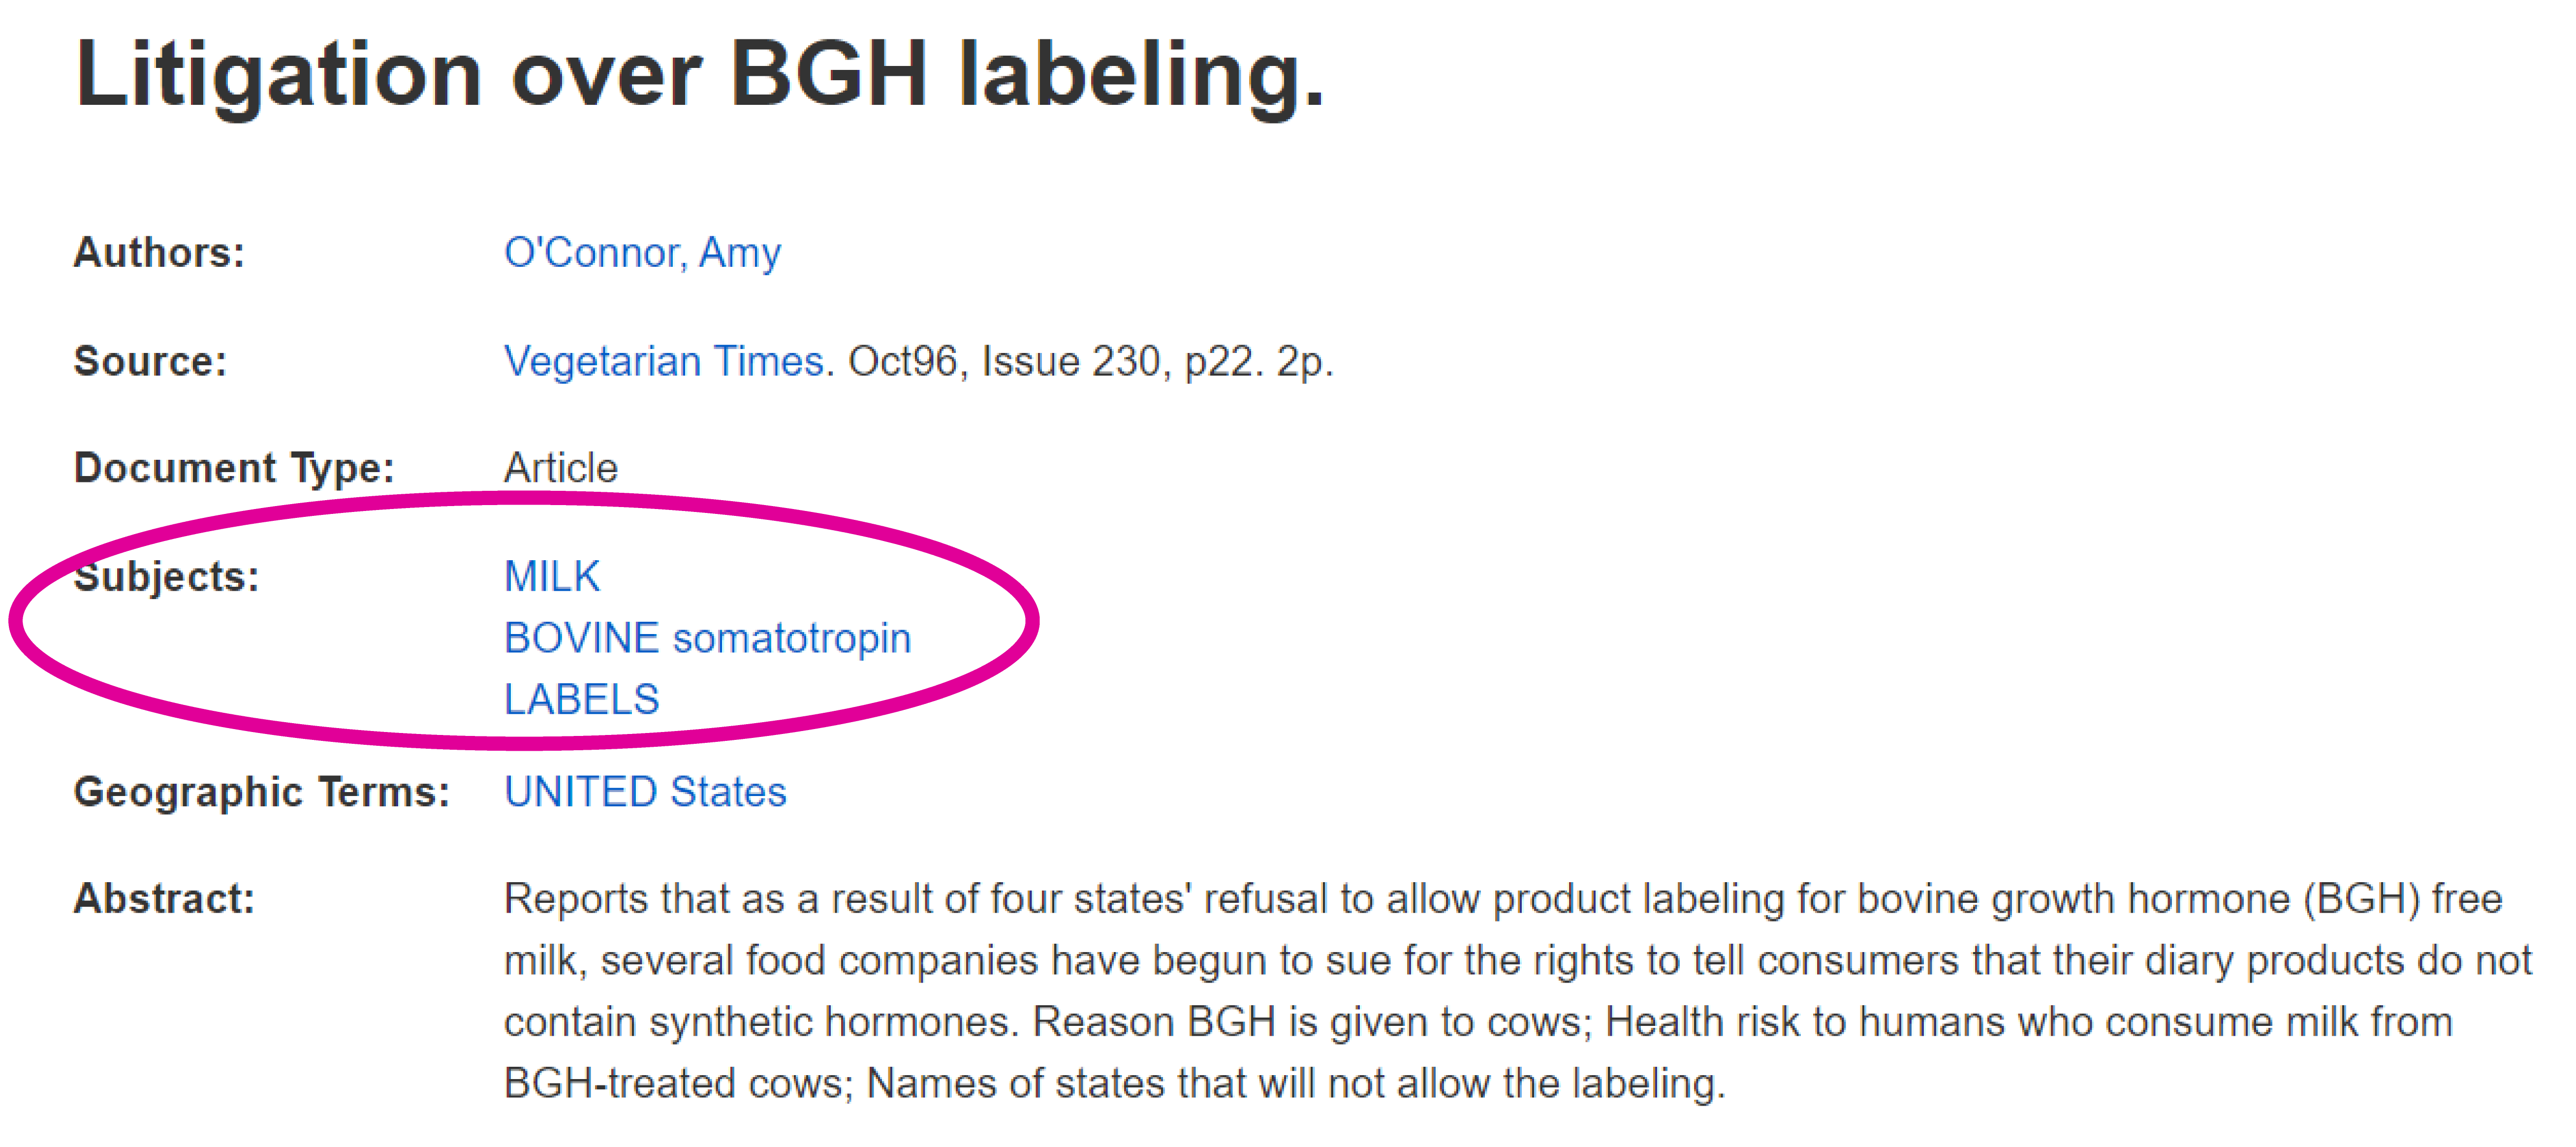 Litigation over BGH labeling.
Authors: O'Connor, Amy
Source: Vegetarian Times. Oct96, Issue 230, p22. 2p.
Document Type: Article
Subjects: MILK
BOVINE somatotropin
LABELS
Geographic Terms: UNITED States
Abstract: Reports that as a result of four states' refusal to allow product labeling for bovine growth hormone (BGH) free
milk, several food companies have begun to sue for the rights to tell consumers that their diary products do not
contain synthetic hormones. Reason BGH is given to cows; Health risk to humans who consume milk from
BGH-treated cows; Names of states that will not allow the labeling.